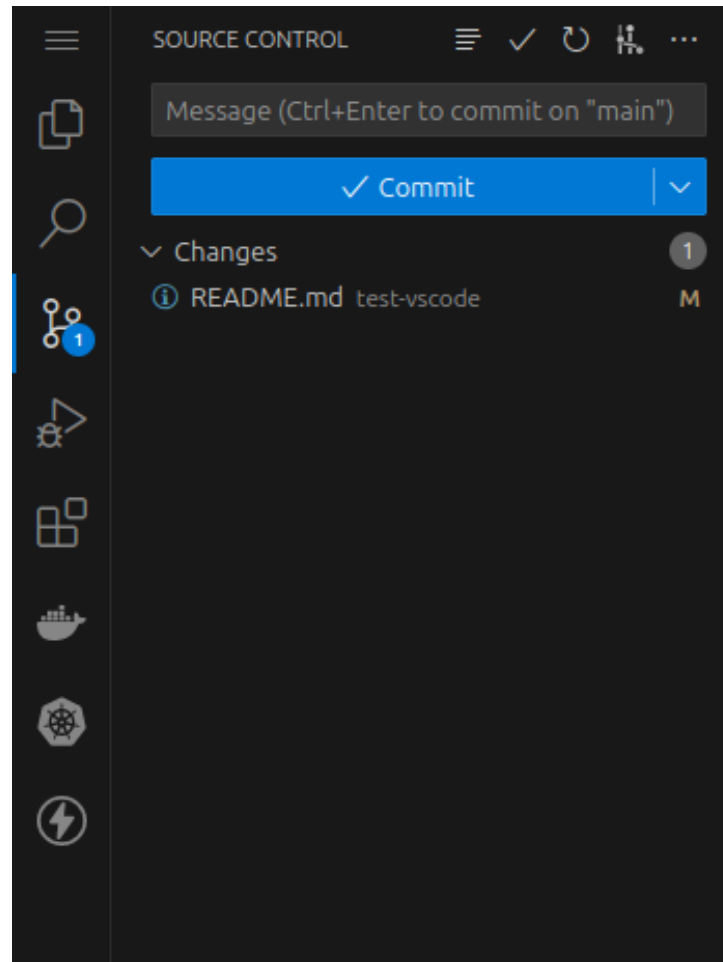 SOURCE CONTROL
Message (Ctrl+Enter to commit on "main")
Commit
Changes 1
README.md test-vscode M
1